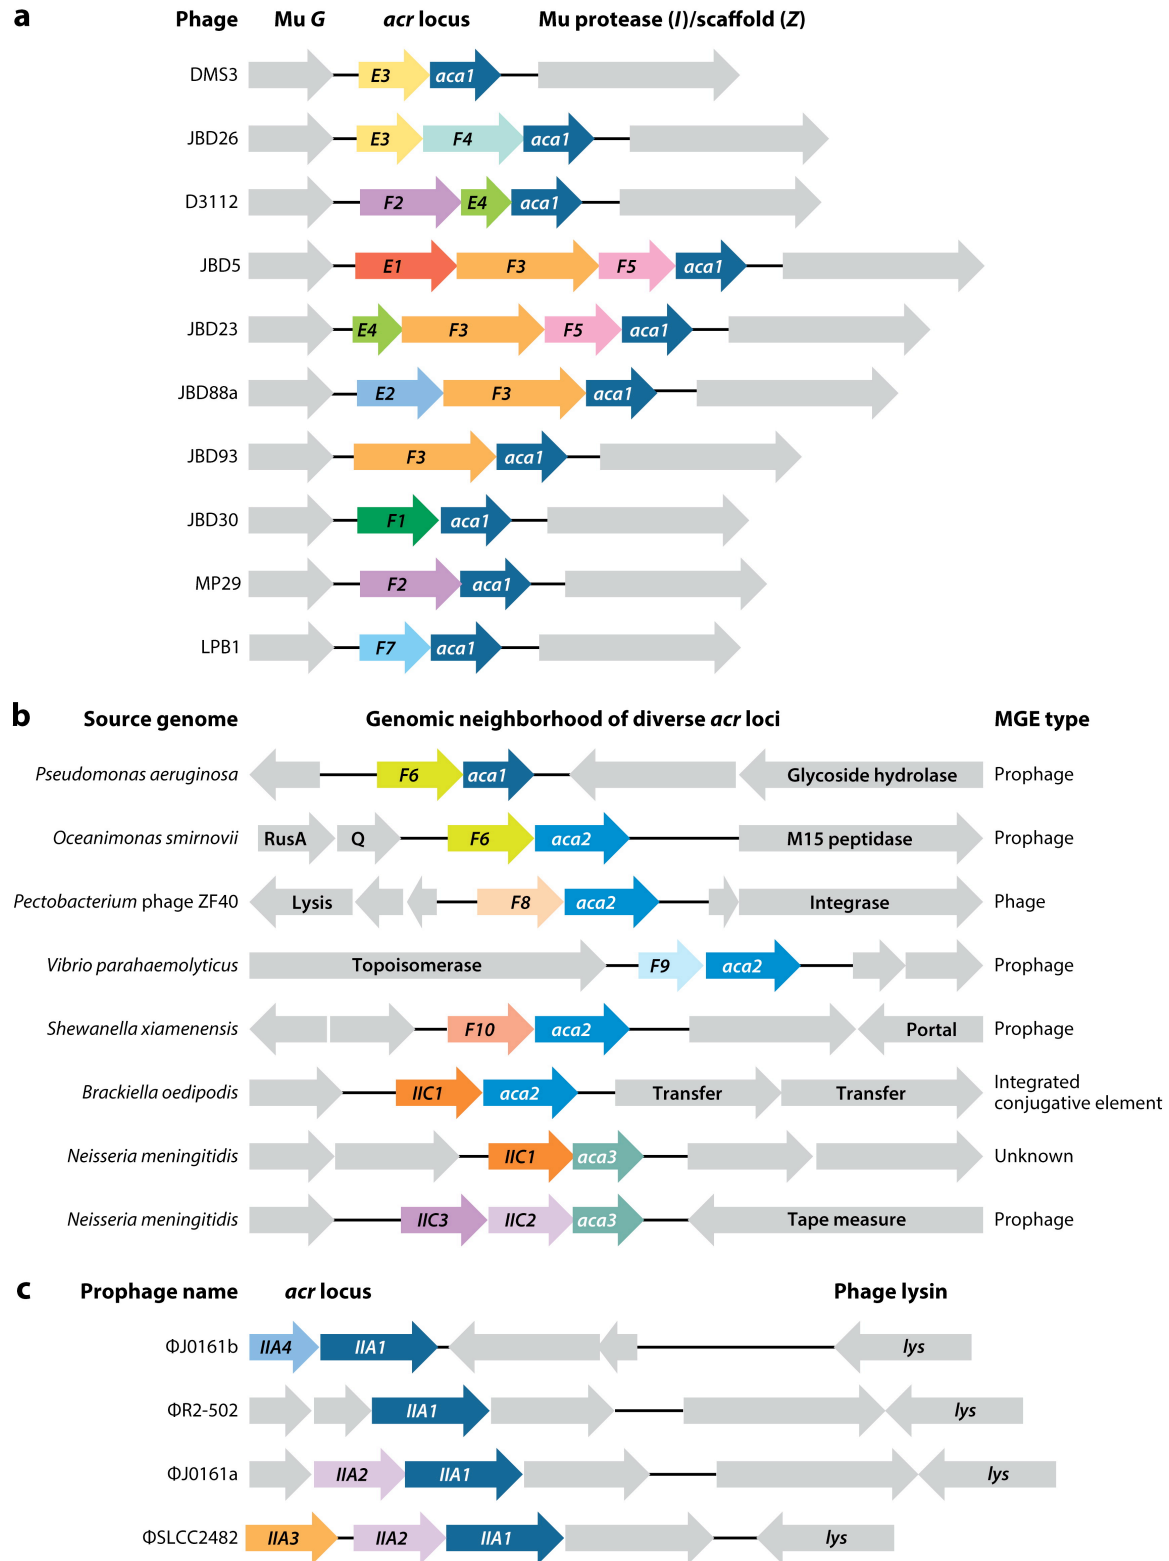 a Phage Mu G acr locus Mu protease (I)/scaffold (Z)
DMS3 E3 aca1
JBD26 E3 F4 aca1
D3112 F2 E4 aca1
JBD5 E1 F3 F5 aca1
JBD23 E4 F3 F5 aca1
JBD88a E2 F3 aca1
JBD93 F3 aca1
JBD30 F1 aca1
MP29 F2 aca1
LPB1 F7 aca1
b Source genome Genomic neighborhood of diverse acr loci MGE type
Pseudomonas aeruginosa F6 aca1 Glycoside hydrolase Prophage
Oceanimonas smirnovii RusA Q F6 aca2 M15 peptidase Prophage
Pectobacterium phage ZF40 Lysis F8 aca2 Integrase Phage
Vibrio parahaemolyticus Topoisomerase F9 aca2 Prophage
Shewanella xiamenensis F10 aca2 Portal Prophage
Brackiella oedipodis IIC1 aca2 Transfer Transfer Integrated
conjugative element
Neisseria meningitidis IIC1 aca3 Unknown
Neisseria meningitidis IIC3 IIC2 aca3 Tape measure Prophage
c Prophage name acr locus Phage lysin
ΦJ0161b IIA4 IIA1 lys
ΦR2-502 IIA1 lys
ΦJ0161a IIA2 IIA1 lys
ΦSLCC2482 IIA3 IIA2 IIA1 lys